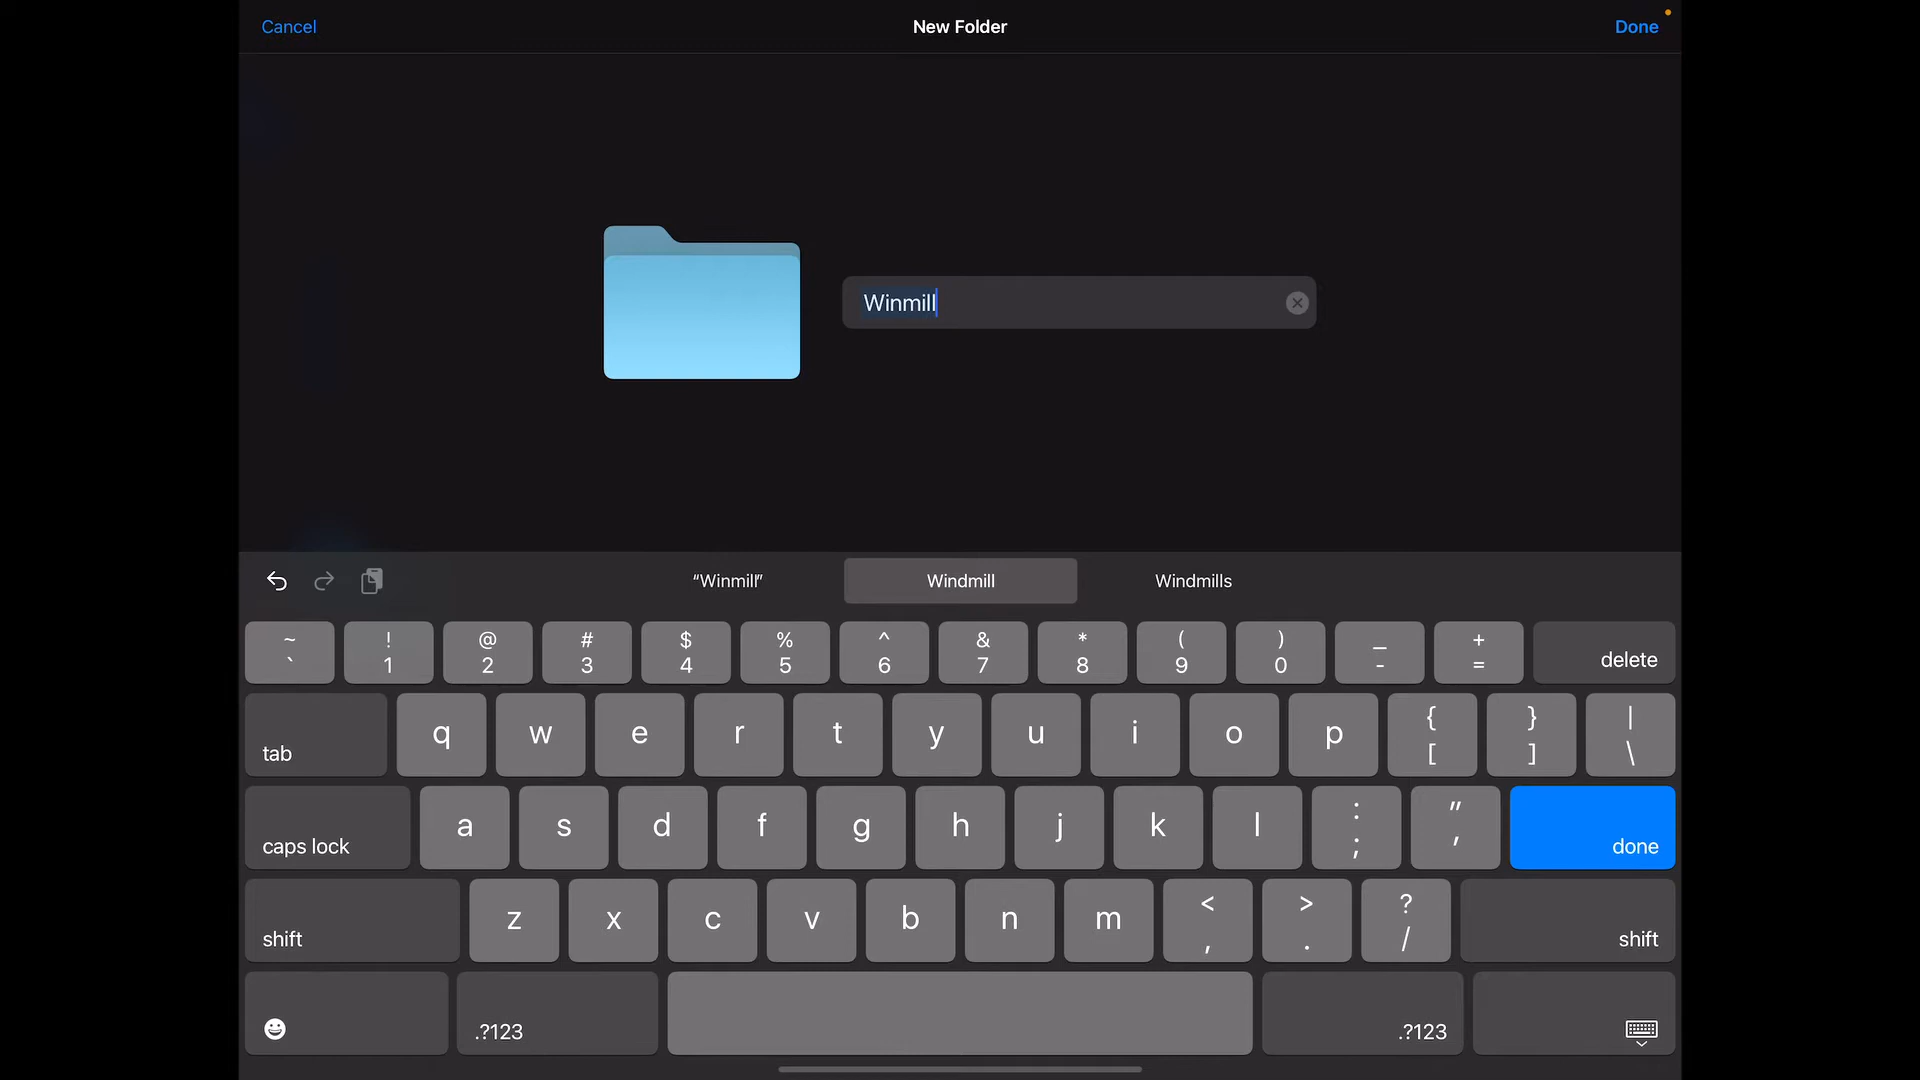 Cancel New Folder Done
Winmill
“Winmill” Windmill Windmills
~ ! @ # $ % ^ & * ( ) _ +
` 1 2 3 4 5 6 7 8 9 0 - = delete
tab q w e r t y u i o p { [ } ] | \
caps lock a s d f g h j k l : ; " ' done
shift z x c v b n m < , > . ? / shift
.?123 .?123